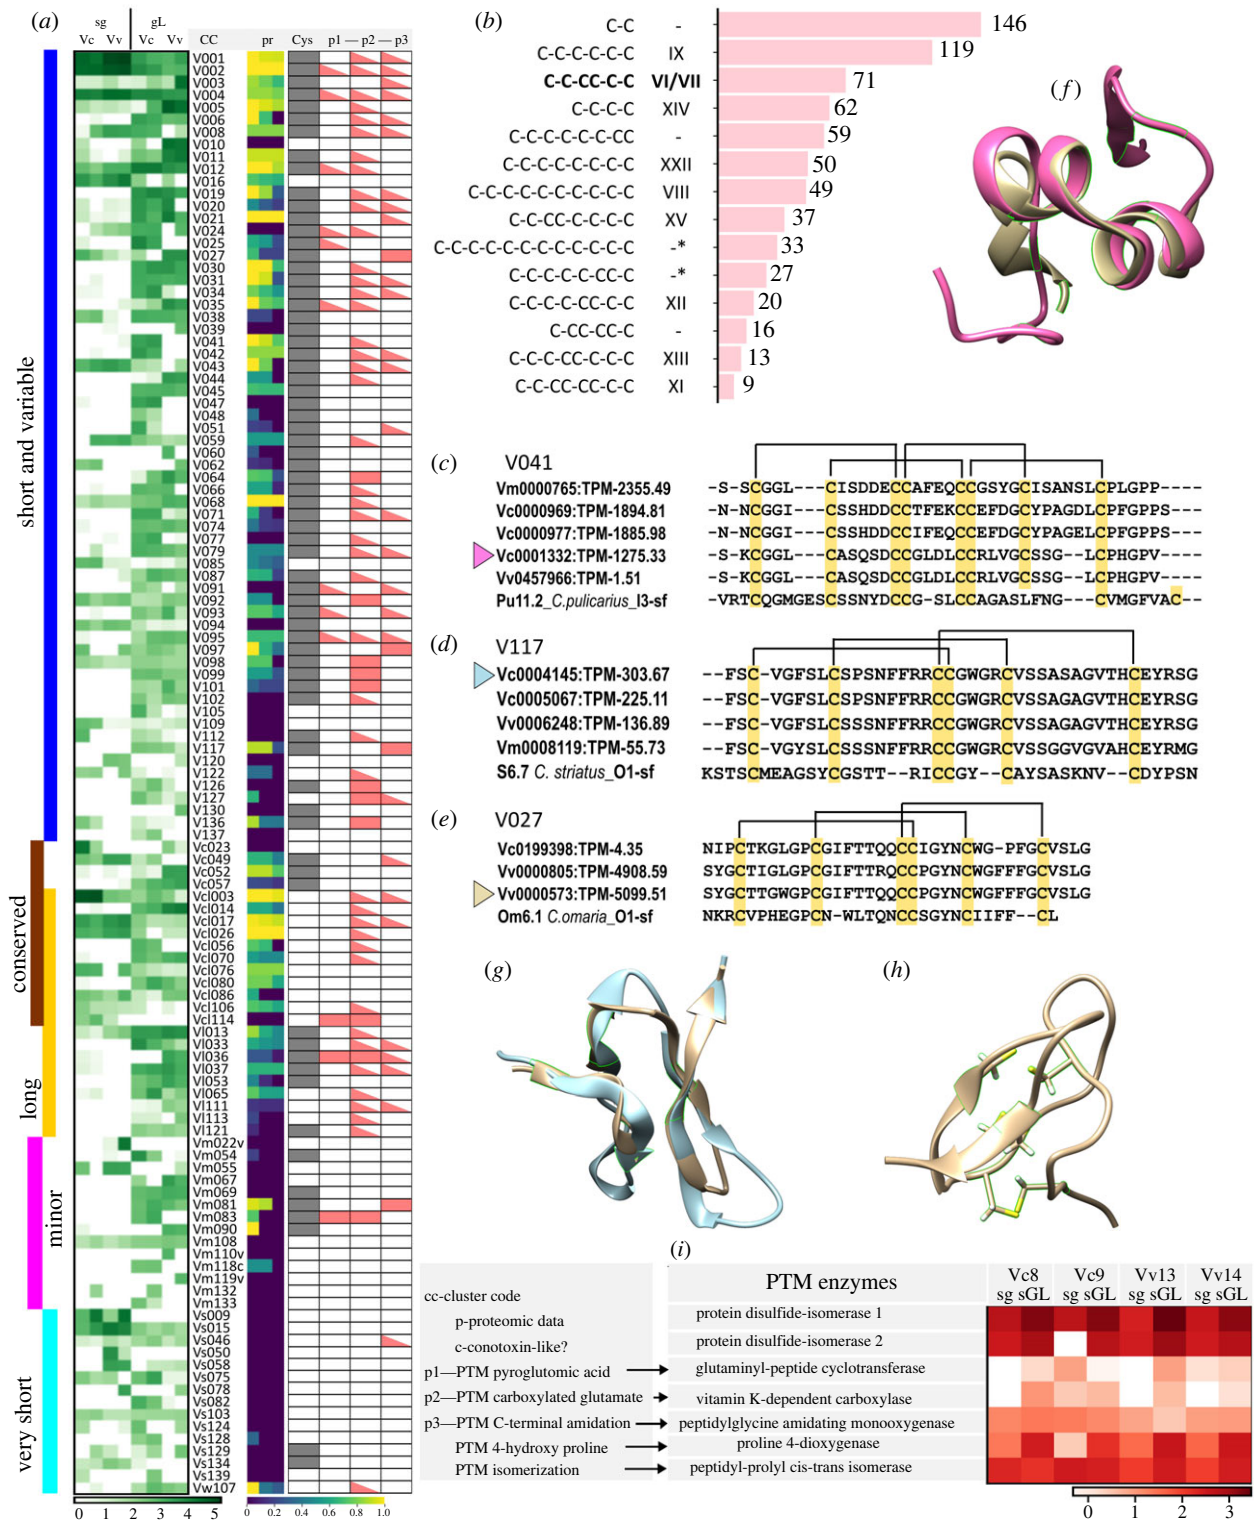 (a)
sg gL
Vc Vv Vc Vv CC pr Cys p1 — p2 — p3
V001
V002
V003
V004
V005
V006
V008
V010
V011
V012
V016
V019
V020
V021
V024
V025
V027
V030
V031
V034
V035
V038
V039
V041
V042
V043
V044
V045
V047
V048
V051
V059
V060
V062
V064
V066
V068
V071
V074
V077
V079
V085
V087
V091
V092
V093
V094
V095
V097
V098
V099
V101
V102
V105
V109
V112
V117
V120
V122
V126
V127
V130
V136
V137
Vc023
Vc049
Vc052
Vc057
Vcl003
Vcl014
Vcl017
Vcl026
Vcl056
Vcl070
Vcl076
Vcl080
Vcl086
Vcl106
Vcl114
Vl013
Vl033
Vl036
Vl037
Vl053
Vl065
Vl111
Vl113
Vl121
Vm022v
Vm054
Vm055
Vm067
Vm069
Vm081
Vm083
Vm090
Vm108
Vm110v
Vm118c
Vm119v
Vm132
Vm133
Vs009
Vs015
Vs046
Vs050
Vs058
Vs075
Vs078
Vs082
Vs103
Vs124
Vs128
Vs129
Vs134
Vs139
Vw107
short and variable
conserved
long
minor
very short
0 1 2 4 5
0 0.2 0.4 0.6 0.8 1.0
(b)
C-C - 146
C-C-C-C-C-C IX 119
C-C-CC-C-C VI/VII 71
C-C-C-C XIV 62
C-C-C-C-C-C-CC - 59
C-C-C-C-C-C-C-C XXII 50
C-C-C-C-C-C-C-C-C-C VIII 49
C-C-CC-C-C-C-C XV 37
C-C-C-C-C-C-C-C-C-C-C-C -* 33
C-C-C-C-CC-C -* 27
C-C-C-C-CC-C-C XII 20
C-CC-CC-C - 16
C-C-C-CC-C-C-C XIII 13
C-C-CC-CC-C-C XI 9
(f)
(c)
V041
Vm0000765:TPM-2355.49 -S-SCGGL---CISDDECCAFEQCCGSYGCISANSLCPLGPP----
Vc0000969:TPM-1894.81 -N-NCGGI---CSSHDDCCTFEKCCEFDGCYPAGDLCPFGPPS---
Vc0000977:TPM-1885.98 -N-NCGGI---CSSHDDCCIFEQCCEFDGCYPAGELCPFGPPS---
Vc0001332:TPM-1275.33 -S-KCGGL---CASQSDCCGLDLCCRLVGCSSG--LCPHGPV----
Vv0457966:TPM-1.51 -S-KCGGL---CASQSDCCGLDLCCRLVGCSSG--LCPHGPV----
Pu11.2_C.pulicarius_I3-sf -VRTCQGMGESCSSNYDCCG-SLCCAGASLFNG---CVMGFVAC--
(d)
V117
Vc0004145:TPM-303.67 --FSC-VGFSLCSPSNFFRRCCGWGRCVSSASAGVTHCEYRSG
Vc0005067:TPM-225.11 --FSC-VGFSLCSPSNFFRRCCGWGRCVSSASAGVTHCEYRSG
Vv0006248:TPM-136.89 --FSC-VGFSLCSSSNFFRRCCGWGRCVSSAGAGVTHCEYRSG
Vm0008119:TPM-55.73 --FSC-VGYSLCSSSNFFRRCCGWGRCVSSGGVGVAHCEYRMG
S6.7 C. striatus_O1-sf KSTSCMEAGSYCGSTT--RICCGY--CAYSASKNV--CDYPSN
(e)
V027
Vc0199398:TPM-4.35 NIPCTKGLGPCGIFTTQQCCIGYNCWG-PFGCVSLG
Vv0000805:TPM-4908.59 SYGCTIGLGPCGIFTTRQCCPGYNCWGFFFGCVSLG
Vv0000573:TPM-5099.51 SYGCTTGWGPCGIFTTQQCCPGYNCWGFFFGCVSLG
Om6.1 C.omaria_O1-sf NKRCVPHEGPCN-WLTQNCCSGYNCIIFF--CL
(g)
(h)
(i)
cc-cluster code
p-proteomic data
c-conotoxin-like?
p1—PTM pyroglutomic acid
p2—PTM carboxylated glutamate
p3—PTM C-terminal amidation
PTM 4-hydroxy proline
PTM isomerization
PTM enzymes
Vc8 Vc9 Vv13 Vv14
sg sGL sg sGL sg sGL sg sGL
protein disulfide-isomerase 1
protein disulfide-isomerase 2
glutaminyl-peptide cyclotransferase
vitamin K-dependent carboxylase
peptidylglycine amidating monooxygenase
proline 4-dioxygenase
peptidyl-prolyl cis-trans isomerase
0 1 2 3